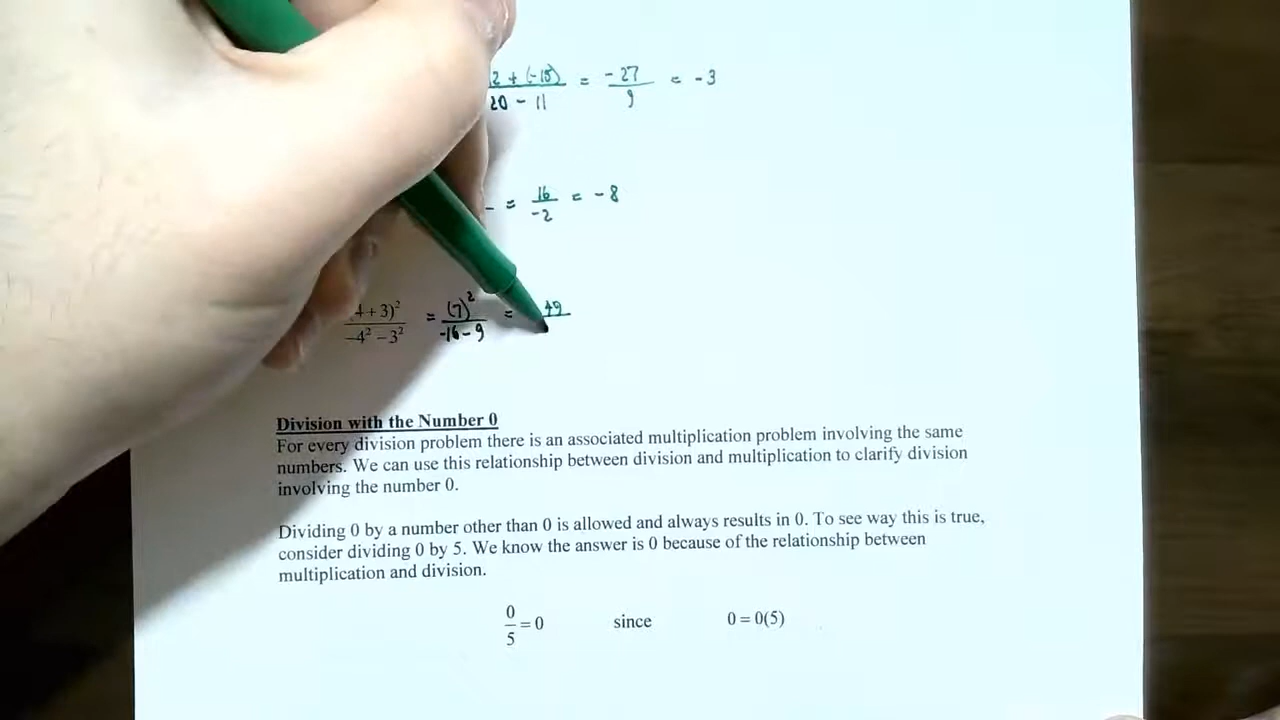 2 + (-15) / 20 - 11 = -27 / 9 = -3
- = 16 / -2 = -8
4 + 3)² / -4² - 3² = (7)² / -16 - 9 = 49
Division with the Number 0
For every division problem there is an associated multiplication problem involving the same
numbers. We can use this relationship between division and multiplication to clarify division
involving the number 0.
Dividing 0 by a number other than 0 is allowed and always results in 0. To see way this is true,
consider dividing 0 by 5. We know the answer is 0 because of the relationship between
multiplication and division.
0 / 5 = 0 since 0 = 0(5)